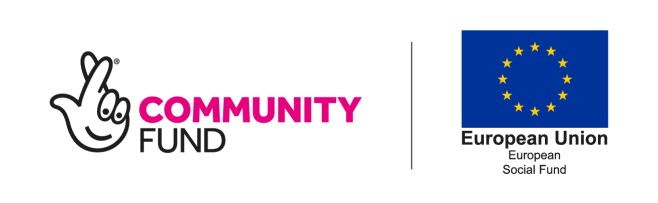 ®
COMMUNITY
FUND
European Union
European
Social Fund